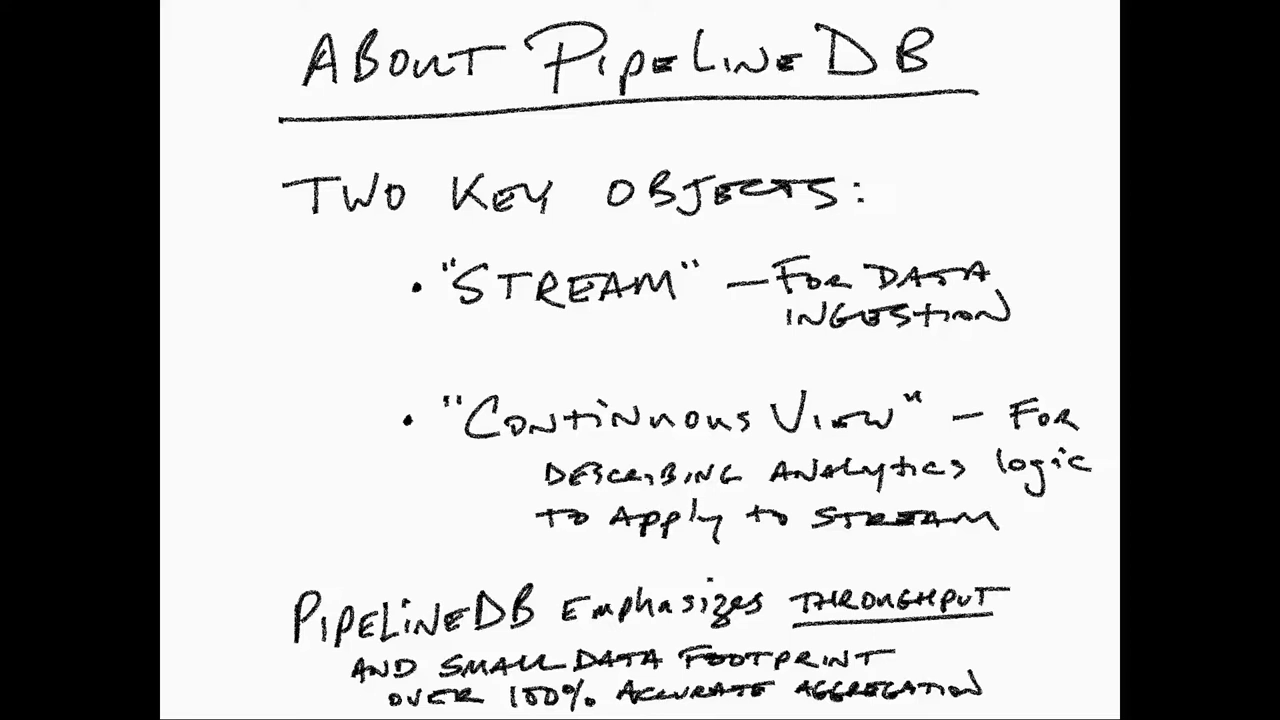 ABOUT PIPELINEDB
TWO KEY OBJECTS:
• "STREAM" — FOR DATA
INGESTION
• "CONTINUOUS VIEW" — FOR
DESCRIBING ANALYTICS LOGIC
TO APPLY TO STREAM
PIPELINEDB EMPHASIZES THROUGHPUT
AND SMALL DATA FOOTPRINT
OVER 100% ACCURATE AGGREGATION